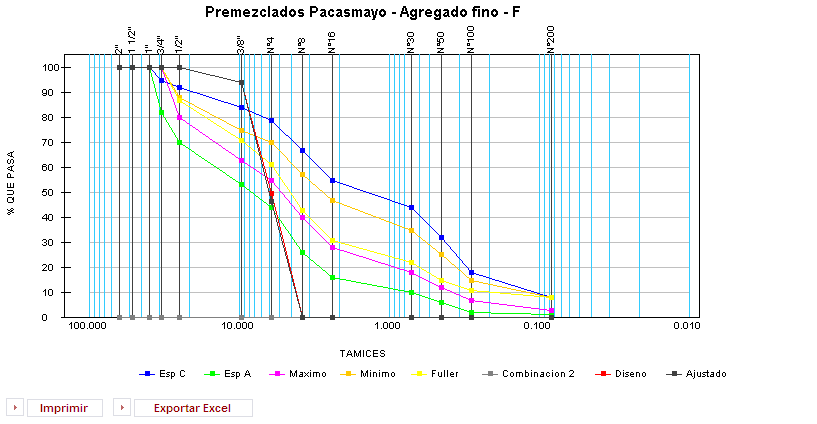 Premezclados Pacasmayo - Agregado fino - F
2"
1 1/2"
1"
3/4"
1/2"
3/8"
N°4
N°8
N°16
N°30
N°50
N°100
N°200
100
90
80
70
60
50
40
30
20
10
0
% QUE PASA
100.000 10.000 1.000 0.100 0.010
TAMICES
Esp C Esp A Maximo Minimo Fuller Combinacion 2 Diseno Ajustado
Imprimir Exportar Excel